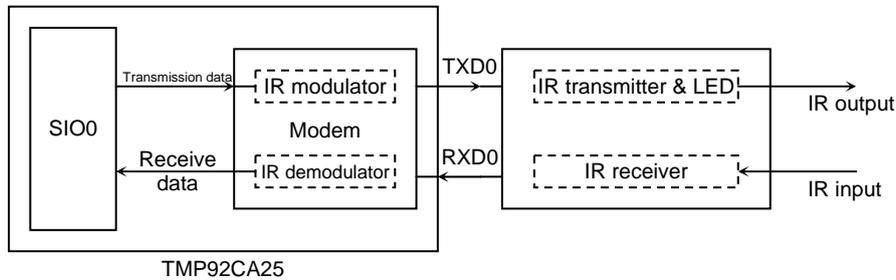 Transmission data
IR modulator
TXD0
IR transmitter & LED
IR output
SIO0
Modem
Receive
data
IR demodulator
RXD0
IR receiver
IR input
TMP92CA25